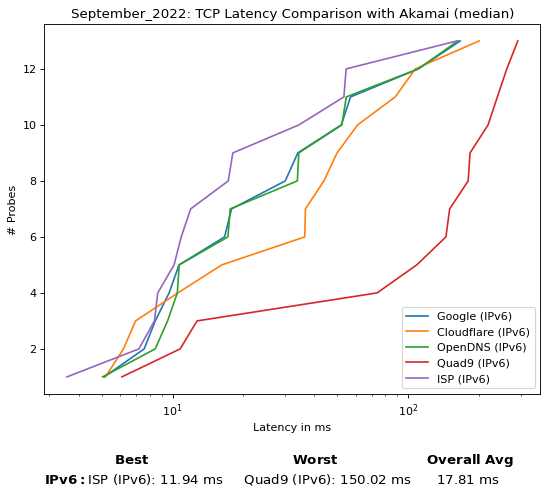 September_2022: TCP Latency Comparison with Akamai (median)
12
10
8
6
4
2
# Probes
Google (IPv6)
Cloudflare (IPv6)
OpenDNS (IPv6)
Quad9 (IPv6)
ISP (IPv6)
10¹ 10²
Latency in ms
Best Worst Overall Avg
IPv6: ISP (IPv6): 11.94 ms Quad9 (IPv6): 150.02 ms 17.81 ms